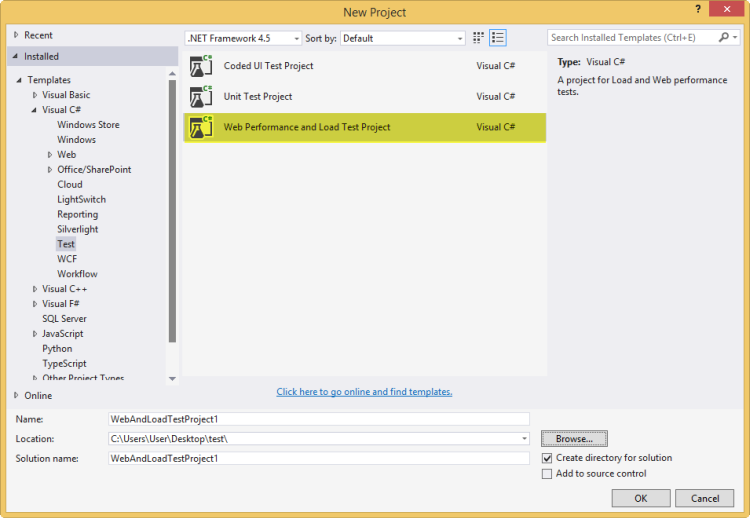 New Project
?
Recent
Installed
Templates
Visual Basic
Visual C#
Windows Store
Windows
Web
Office/SharePoint
Cloud
LightSwitch
Reporting
Silverlight
Test
WCF
Workflow
Visual C++
Visual F#
SQL Server
JavaScript
Python
TypeScript
Other Project Types
Online
.NET Framework 4.5 Sort by: Default
C# Coded UI Test Project Visual C#
C# Unit Test Project Visual C#
C# Web Performance and Load Test Project Visual C#
Click here to go online and find templates.
Search Installed Templates (Ctrl+E)
Type: Visual C#
A project for Load and Web performance
tests.
Name: WebAndLoadTestProject1
Location: C:\Users\User\Desktop\test\ Browse...
Solution name: WebAndLoadTestProject1
Create directory for solution
Add to source control
OK Cancel